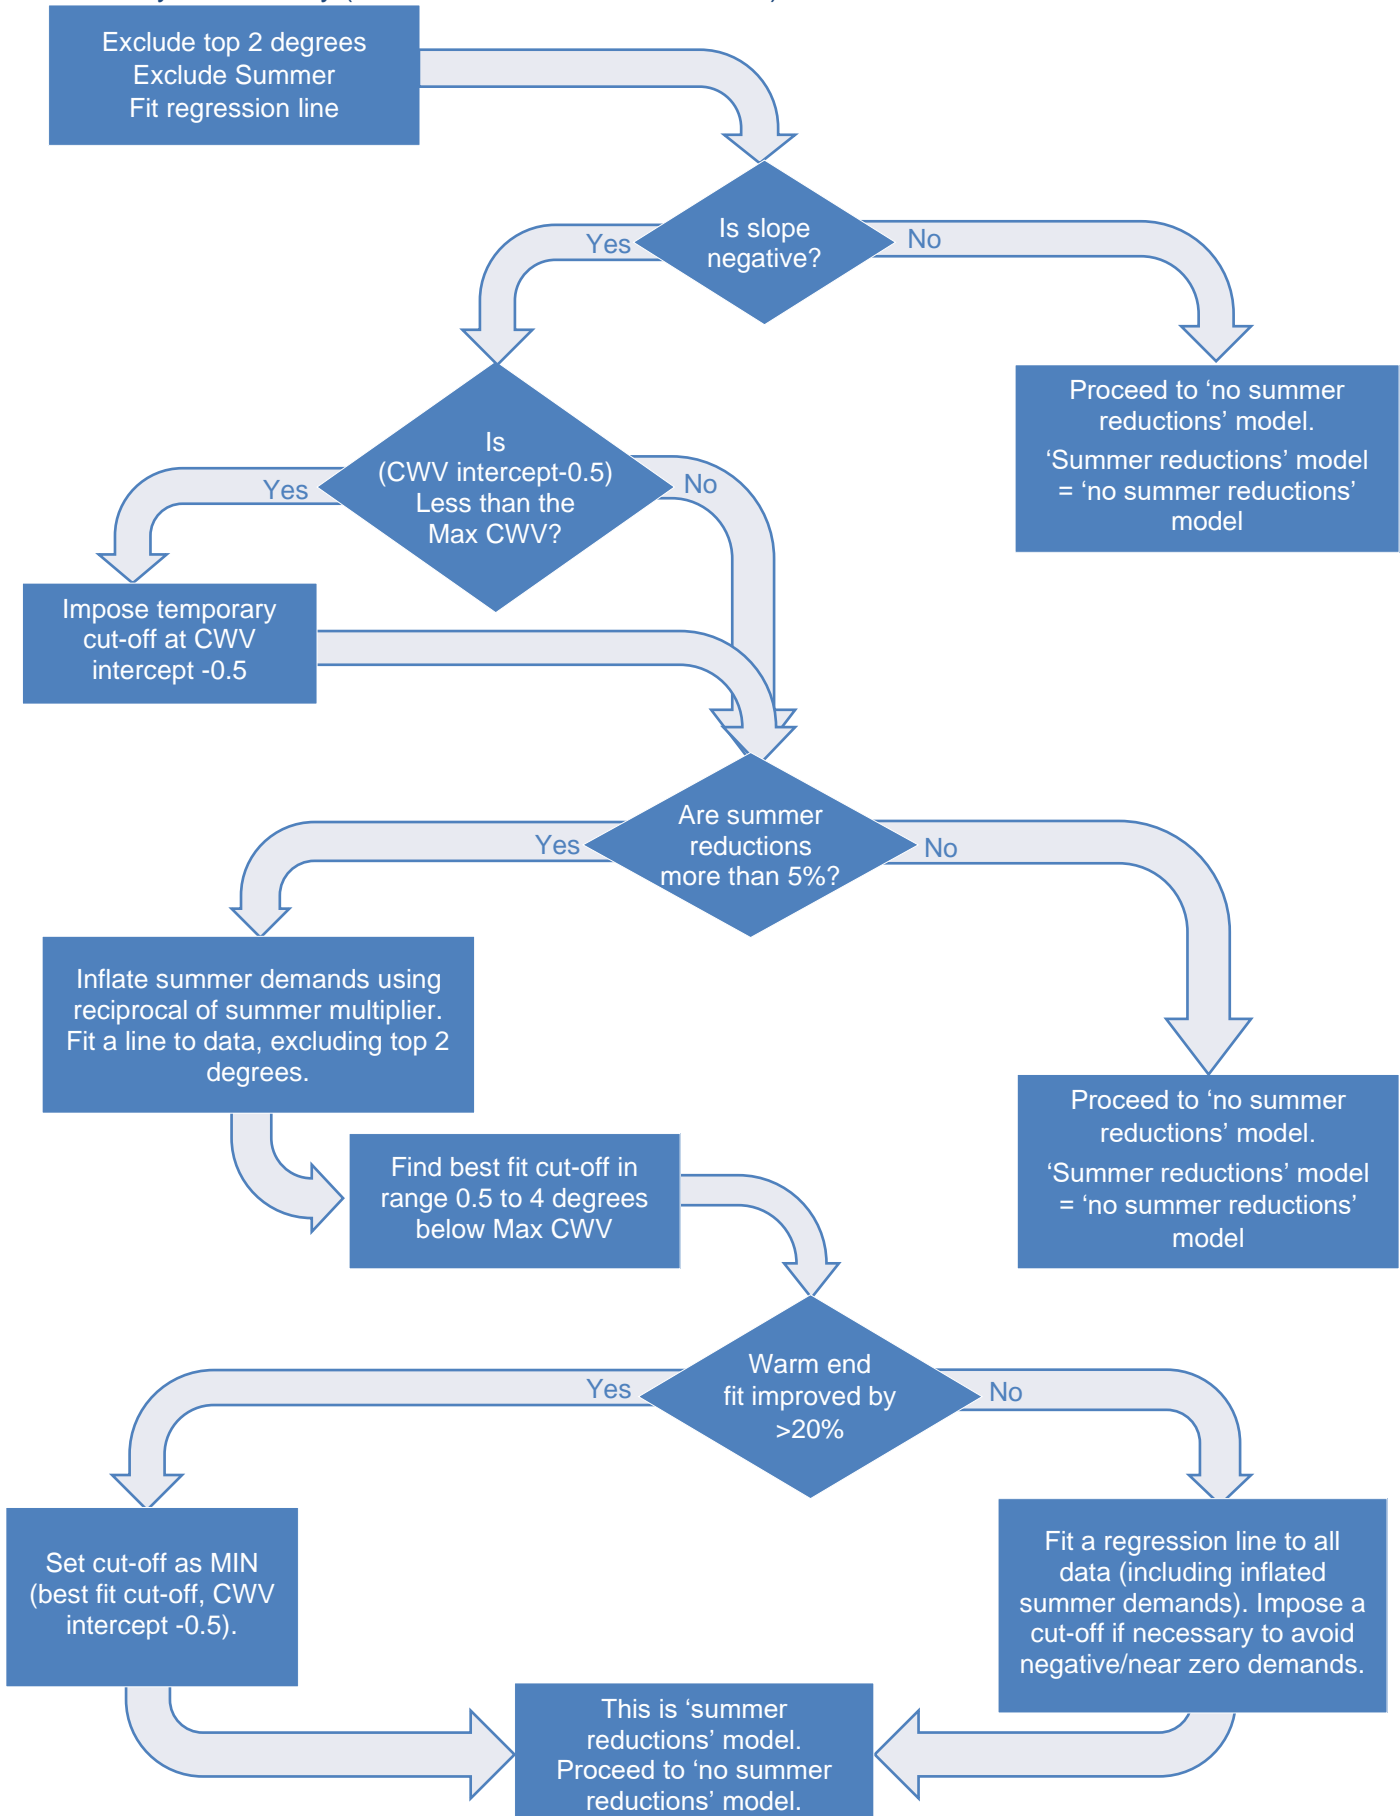 Exclude top 2 degrees
Exclude Summer
Fit regression line
Is slope
negative?
Yes
No
Proceed to ‘no summer
reductions’ model.
‘Summer reductions’ model
= ‘no summer reductions’
model
Is
(CWV intercept-0.5)
Less than the
Max CWV?
Yes
No
Impose temporary
cut-off at CWV
intercept -0.5
Are summer
reductions
more than 5%?
Yes
No
Inflate summer demands using
reciprocal of summer multiplier.
Fit a line to data, excluding top 2
degrees.
Proceed to ‘no summer
reductions’ model.
‘Summer reductions’ model
= ‘no summer reductions’
model
Find best fit cut-off in
range 0.5 to 4 degrees
below Max CWV
Warm end
fit improved by
>20%
Yes
No
Set cut-off as MIN
(best fit cut-off, CWV
intercept -0.5).
Fit a regression line to all
data (including inflated
summer demands). Impose a
cut-off if necessary to avoid
negative/near zero demands.
This is ‘summer
reductions’ model.
Proceed to ‘no summer
reductions’ model.